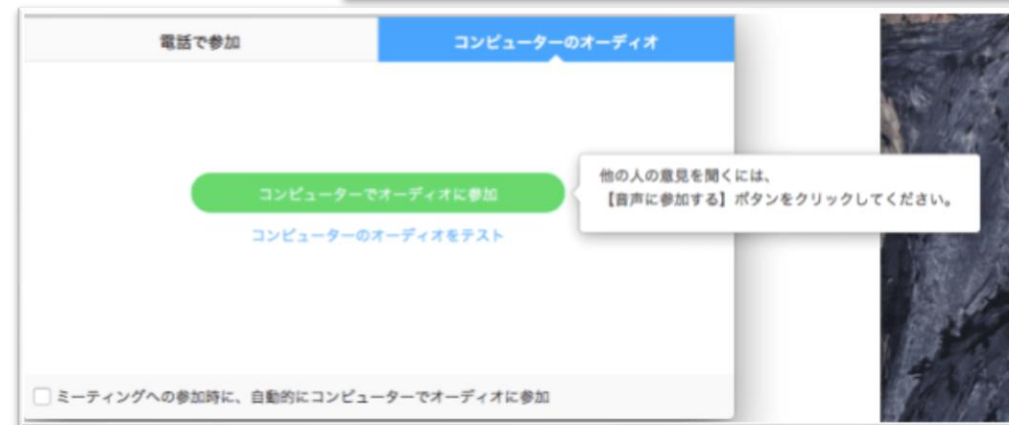 電話で参加
コンピューターのオーディオ
コンピューターでオーディオに参加
他の人の意見を聞くには、
【音声に参加する】ボタンをクリックしてください。
コンピューターのオーディオをテスト
ミーティングへの参加時に、自動的にコンピューターでオーディオに参加